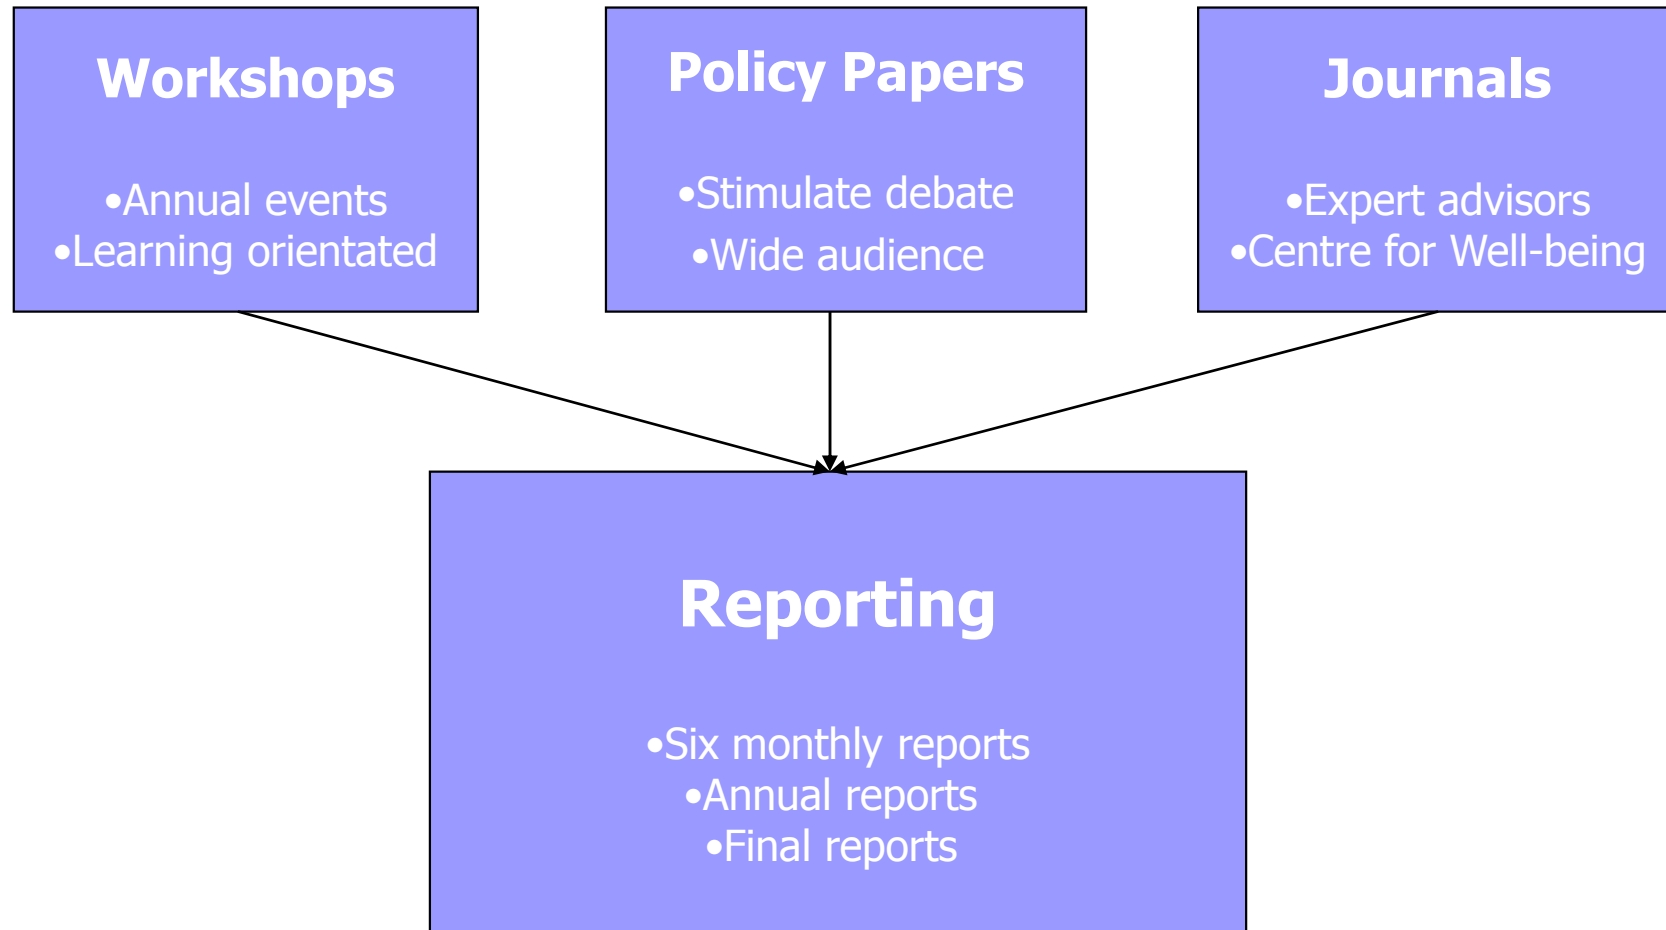 Workshops
•Annual events
•Learning orientated
Policy Papers
•Stimulate debate
•Wide audience
Journals
•Expert advisors
•Centre for Well-being
Reporting
•Six monthly reports
•Annual reports
•Final reports